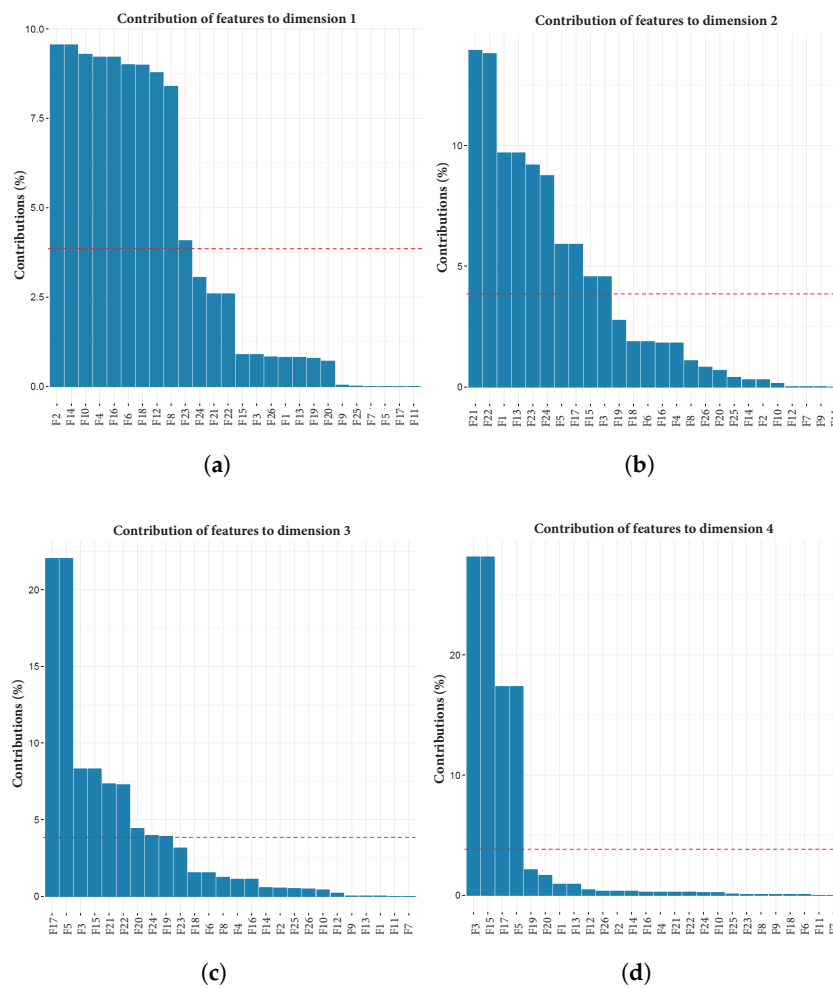 Contribution of features to dimension 1
Contributions (%)
10.0
7.5
5.0
2.5
0.0
F2 F14 F10 F4 F16 F6 F18 F12 F8 F23 F24 F21 F22 F15 F3 F26 F1 F13 F19 F20 F9 F25 F7 F5 F17 F11
(a)
Contribution of features to dimension 2
Contributions (%)
10
5
0
F21 F22 F1 F13 F23 F24 F5 F17 F15 F3 F19 F18 F6 F16 F4 F8 F26 F20 F25 F14 F2 F10 F12 F7 F9
(b)
Contribution of features to dimension 3
Contributions (%)
20
15
10
5
0
F17 F5 F3 F15 F21 F22 F20 F24 F19 F23 F18 F6 F8 F4 F16 F14 F2 F25 F26 F10 F12 F9 F13 F1 F11 F7
(c)
Contribution of features to dimension 4
Contributions (%)
20
10
0
F3 F15 F17 F5 F19 F20 F1 F13 F12 F26 F2 F14 F16 F4 F21 F22 F24 F10 F25 F23 F8 F9 F18 F6 F11 F7
(d)